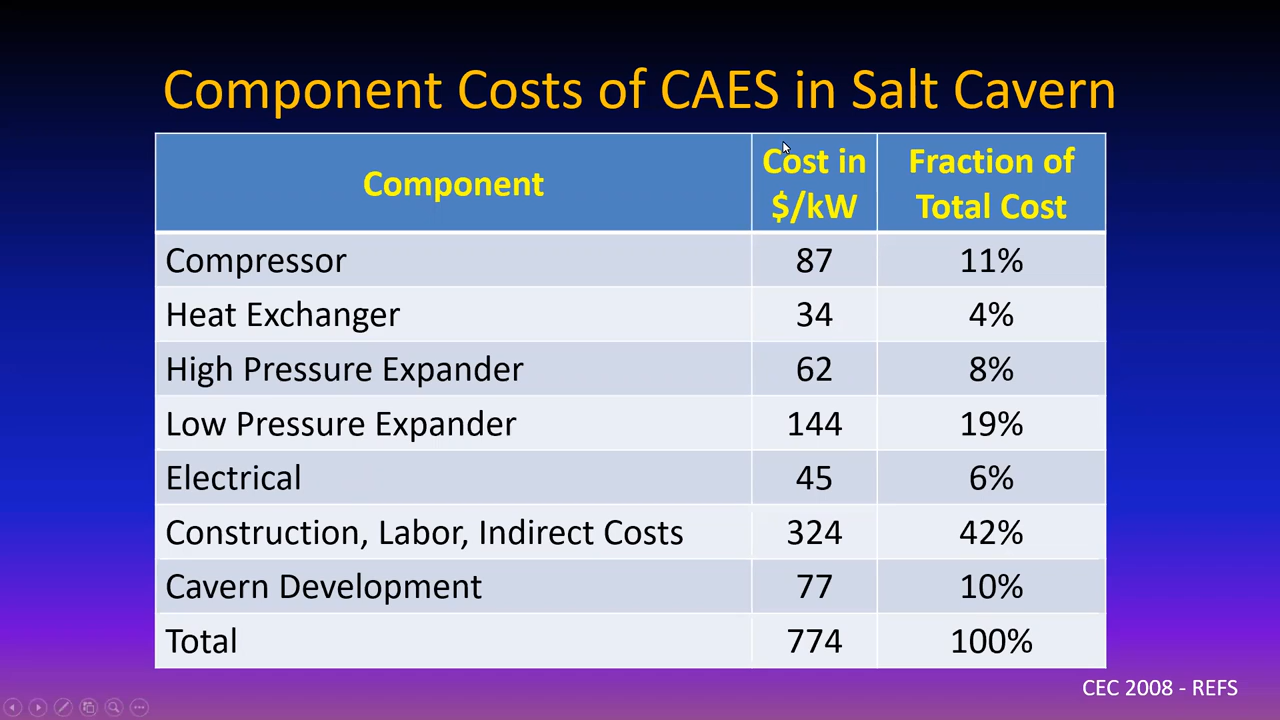 Component Costs of CAES in Salt Cavern
Component
Cost in
$/kW
Fraction of
Total Cost
Compressor 87 11%
Heat Exchanger 34 4%
High Pressure Expander 62 8%
Low Pressure Expander 144 19%
Electrical 45 6%
Construction, Labor, Indirect Costs 324 42%
Cavern Development 77 10%
Total 774 100%
CEC 2008 - REFS